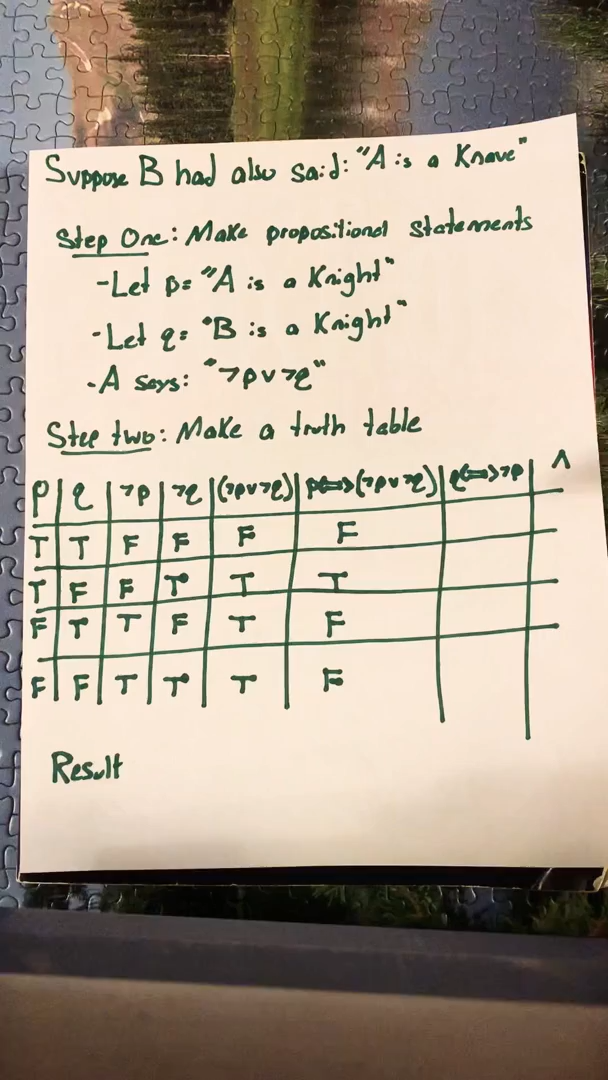 Suppose B had also said: "A is a Knave"
Step One: Make propositional statements
-Let p= "A is a Knight"
-Let q= "B is a Knight"
-A says: "¬p∨¬q"
Step two: Make a truth table
P q ¬p ¬q (¬p∨¬q) p⟺(¬p∨¬q) q⟺¬p ∧
T T F F F F
T F F T T T
F T T F T F
F F T T T F
Result